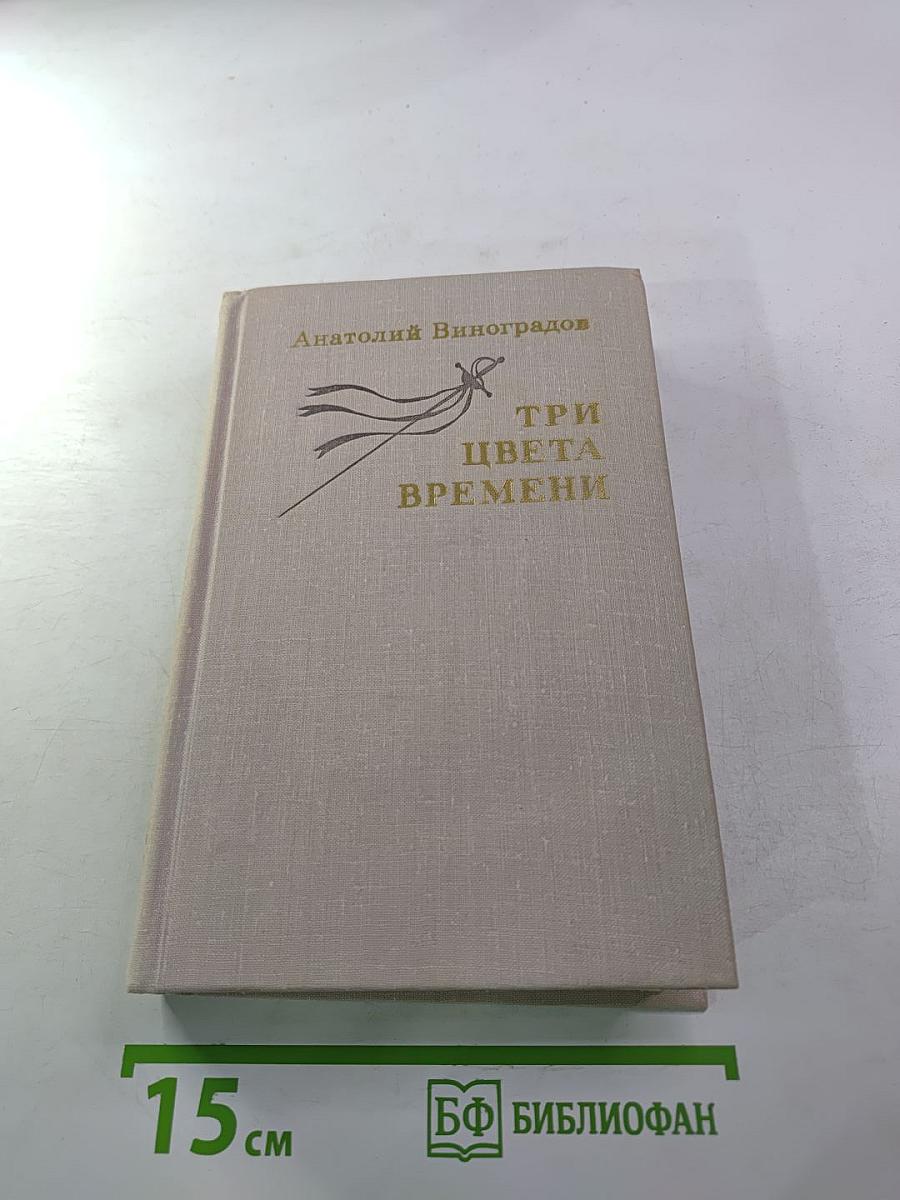 Анатолий Виноградов
ТРИ
ЦВЕТА
ВРЕМЕНИ
15 см
БФ БИБЛИОФАН